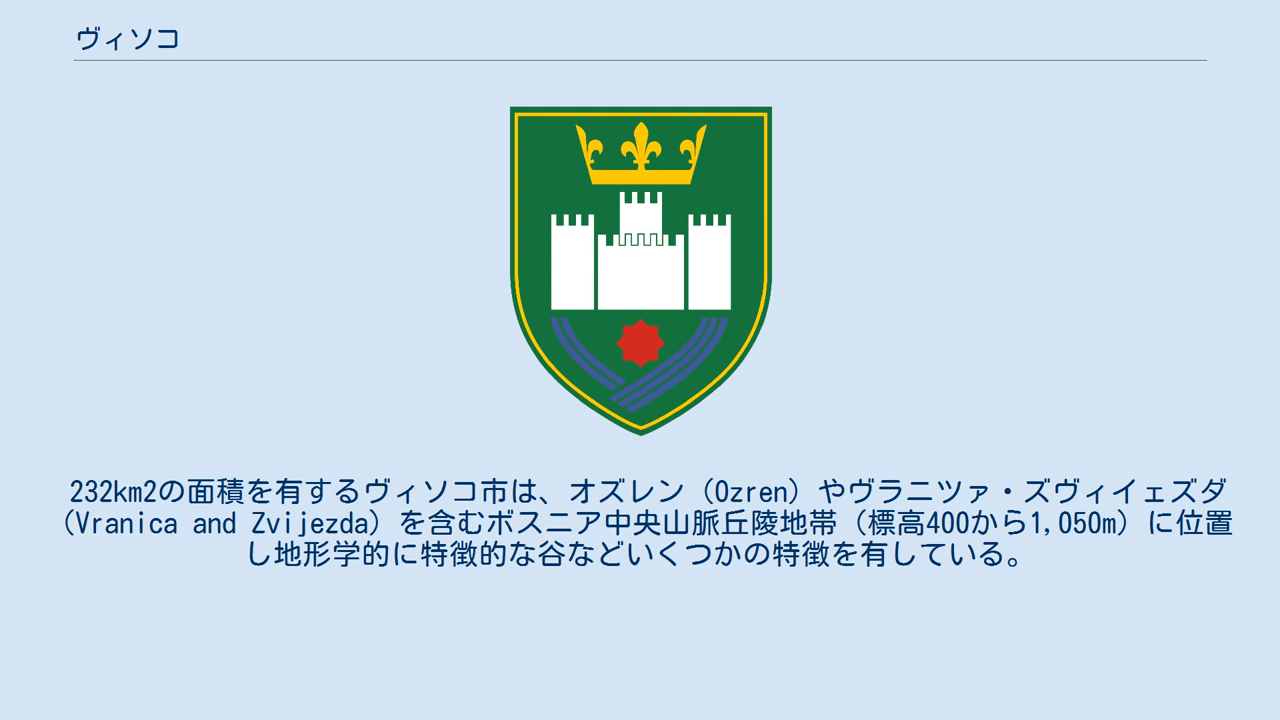 ヴィソコ
232km2の面積を有するヴィソコ市は、オズレン（Ozren）やヴラニツァ・ズヴィイェズダ
（Vranica and Zvijezda）を含むボスニア中央山脈丘陵地帯（標高400から1,050m）に位置
し地形学的に特徴的な谷などいくつかの特徴を有している。